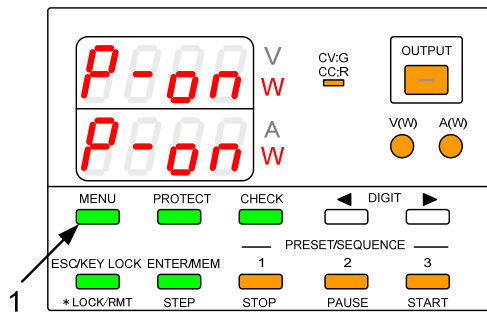 P-on V
W
CV:G
CC:R
OUTPUT
P-on A
W
V(W) A(W)
MENU PROTECT CHECK ◀ DIGIT ▶
PRESET/SEQUENCE
ESC/KEY LOCK ENTER/MEM 1 2 3
*LOCK/RMT STEP STOP PAUSE START
1